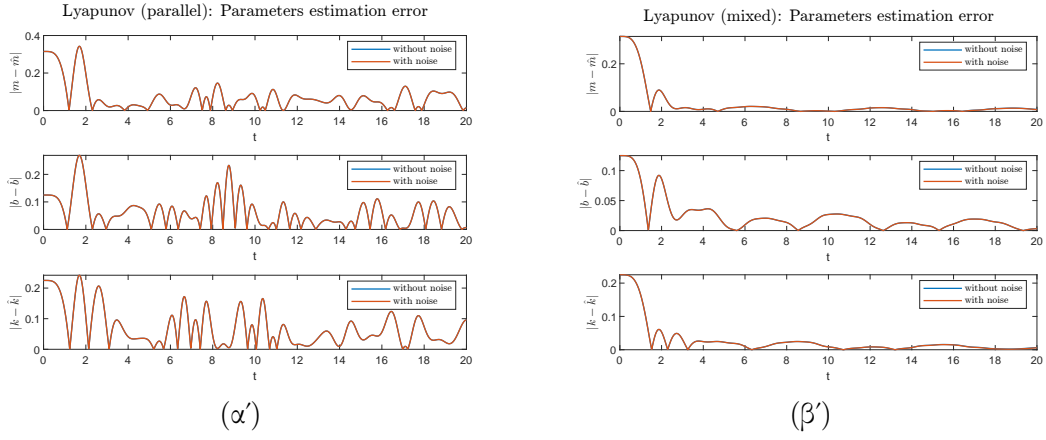 Lyapunov (parallel): Parameters estimation error
0.4
0.2
0
|m − m̂|
without noise
with noise
0 2 4 6 8 10 12 14 16 18 20
t
0.2
0.1
0
|b − b̂|
without noise
with noise
0 2 4 6 8 10 12 14 16 18 20
t
0.2
0.1
0
|k − k̂|
without noise
with noise
0 2 4 6 8 10 12 14 16 18 20
t
(α′)
Lyapunov (mixed): Parameters estimation error
0.2
0
|m − m̂|
without noise
with noise
0 2 4 6 8 10 12 14 16 18 20
t
0.1
0.05
0
|b − b̂|
without noise
with noise
0 2 4 6 8 10 12 14 16 18 20
t
0.2
0.1
0
|k − k̂|
without noise
with noise
0 2 4 6 8 10 12 14 16 18 20
t
(β′)